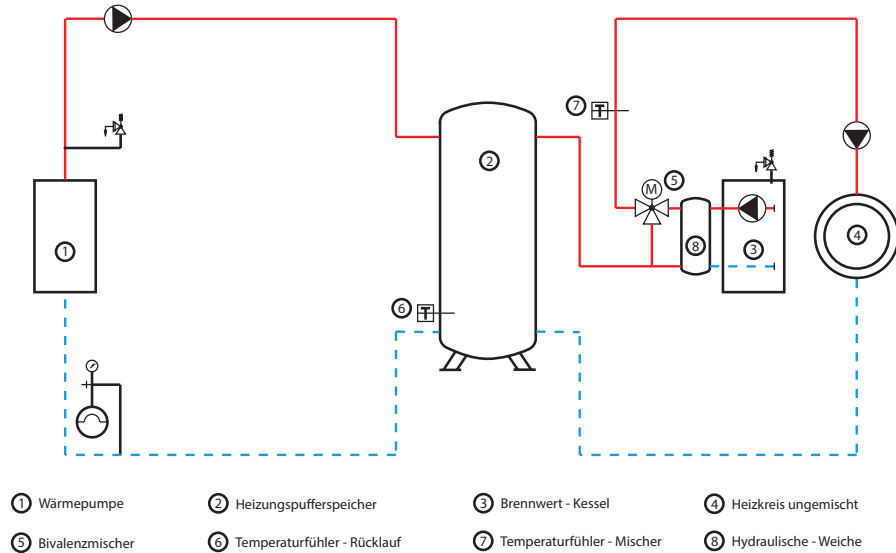 7 T
M 5
2
8 3 4
1
6 T
1 Wärmepumpe
2 Heizungspufferspeicher
3 Brennwert - Kessel
4 Heizkreis ungemischt
5 Bivalenzmischer
6 Temperaturfühler - Rücklauf
7 Temperaturfühler - Mischer
8 Hydraulische - Weiche